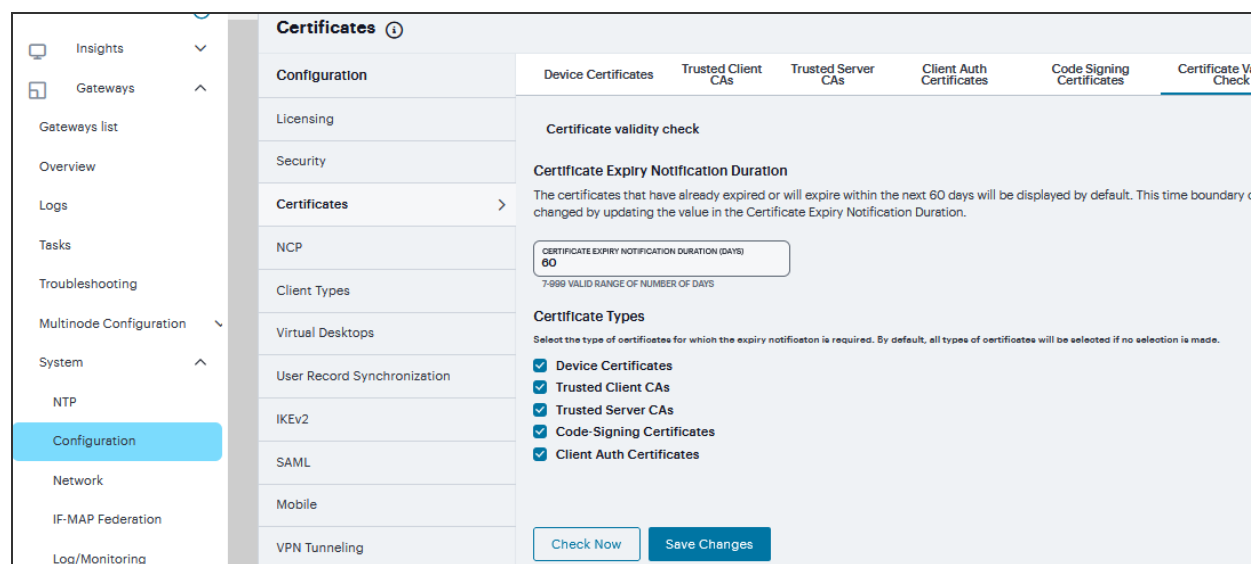 Insights
Gateways
Gateways list
Overview
Logs
Tasks
Troubleshooting
Multinode Configuration
System
NTP
Configuration
Network
IF-MAP Federation
Log/Monitoring
Certificates
Configuration
Licensing
Security
Certificates
NCP
Client Types
Virtual Desktops
User Record Synchronization
IKEv2
SAML
Mobile
VPN Tunneling
Device Certificates
Trusted Client
CAs
Trusted Server
CAs
Client Auth
Certificates
Code Signing
Certificates
Certificate Va
Check
Certificate validity check
Certificate Expiry Notification Duration
The certificates that have already expired or will expire within the next 60 days will be displayed by default. This time boundary
changed by updating the value in the Certificate Expiry Notification Duration.
CERTIFICATE EXPIRY NOTIFICATION DURATION (DAYS)
60
7-999 VALID RANGE OF NUMBER OF DAYS
Certificate Types
Select the type of certificates for which the expiry notificaton is required. By default, all types of certificates will be selected if no selection is made.
Device Certificates
Trusted Client CAs
Trusted Server CAs
Code-Signing Certificates
Client Auth Certificates
Check Now
Save Changes